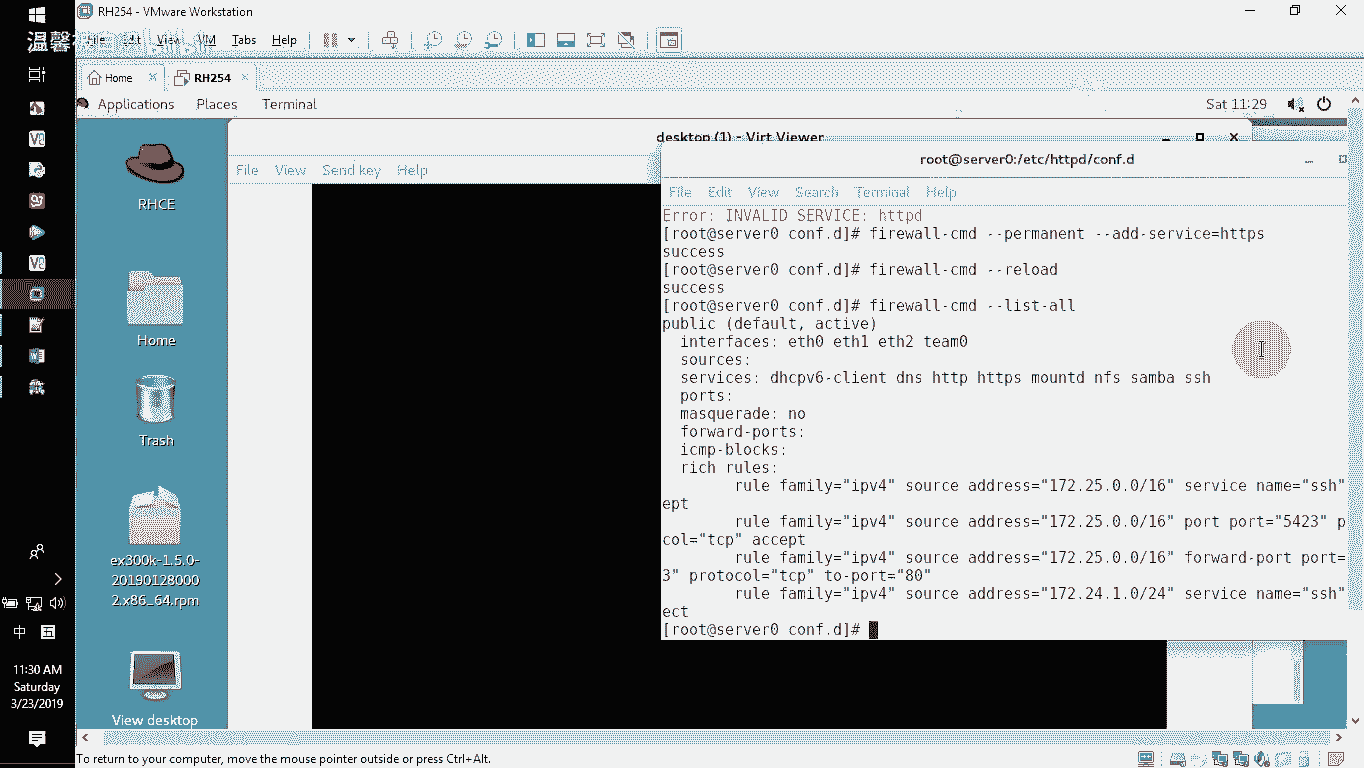 RH254 - VMware Workstation
温馨
View VM Tabs Help
Home
RH254
Applications Places Terminal
Sat 11:29
desktop (1) - Virt Viewer
File View Send key Help
root@server0:/etc/httpd/conf.d
File Edit View Search Terminal Help
Error: INVALID SERVICE: httpd
[root@server0 conf.d]# firewall-cmd --permanent --add-service=https
success
[root@server0 conf.d]# firewall-cmd --reload
success
[root@server0 conf.d]# firewall-cmd --list-all
public (default, active)
interfaces: eth0 eth1 eth2 team0
sources:
services: dhcpv6-client dns http https mountd nfs samba ssh
ports:
masquerade: no
forward-ports:
icmp-blocks:
rich rules:
rule family="ipv4" source address="172.25.0.0/16" service name="ssh"
ept
rule family="ipv4" source address="172.25.0.0/16" port port="5423" p
col="tcp" accept
rule family="ipv4" source address="172.25.0.0/16" forward-port port=
3" protocol="tcp" to-port="80"
rule family="ipv4" source address="172.24.1.0/24" service name="ssh"
ect
[root@server0 conf.d]#
RHCE
Home
Trash
ex300k-1.5.0-
20190128000
2.x86_64.rpm
View desktop
中 五
11:30 AM
Saturday
3/23/2019
To return to your computer, move the mouse pointer outside or press Ctrl+Alt.